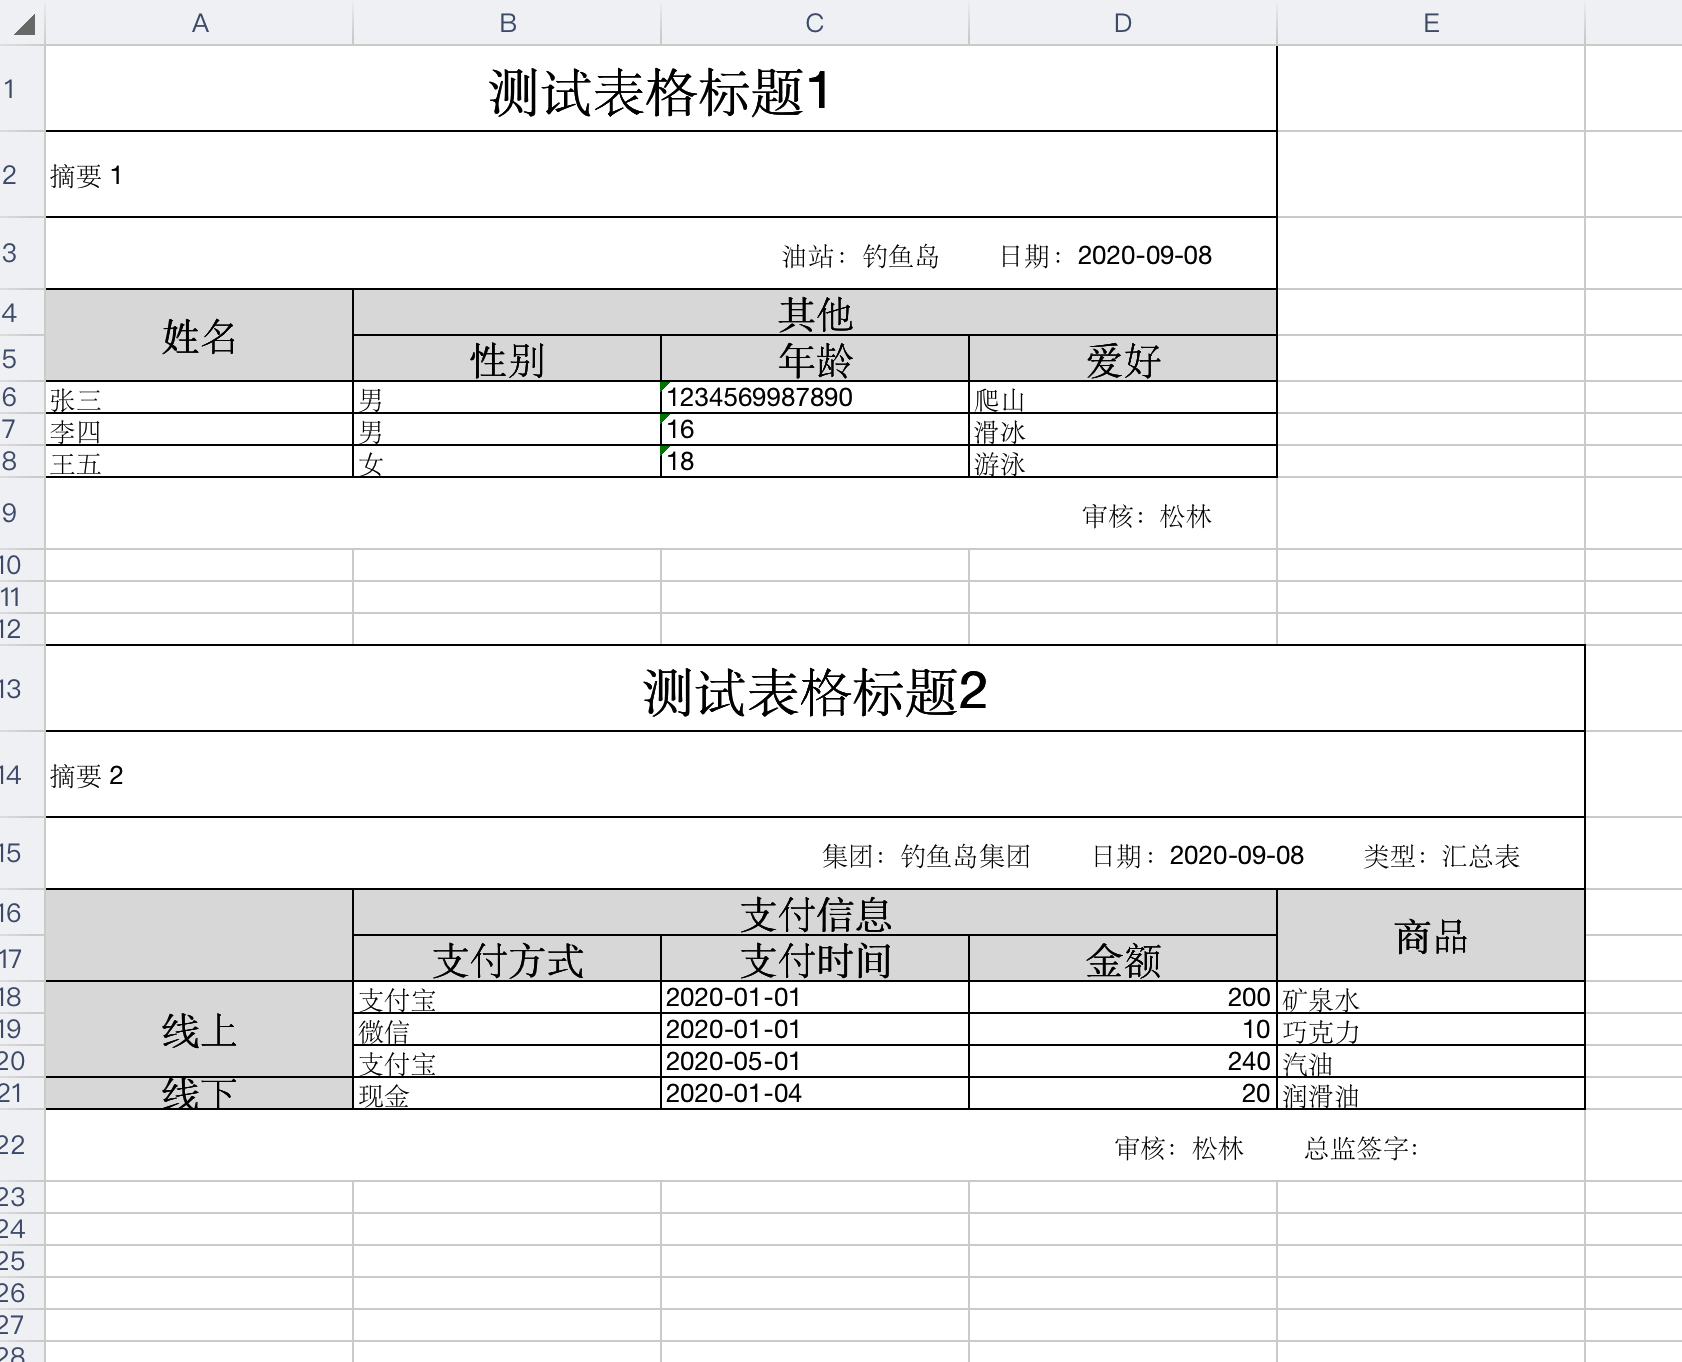 A B C D E
1 测试表格标题1
2 摘要 1
3 油站：钓鱼岛 日期：2020-09-08
4 姓名 其他
5 性别 年龄 爱好
6 张三 男 1234569987890 爬山
7 李四 男 16 滑冰
8 王五 女 18 游泳
9 审核：松林
10
11
12
13 测试表格标题2
14 摘要 2
15 集团：钓鱼岛集团 日期：2020-09-08 类型：汇总表
16 支付信息 商品
17 支付方式 支付时间 金额
18 线上 支付宝 2020-01-01 200 矿泉水
19 微信 2020-01-01 10 巧克力
20 支付宝 2020-05-01 240 汽油
21 线下 现金 2020-01-04 20 润滑油
22 审核：松林 总监签字：
23
24
25
26
27
28